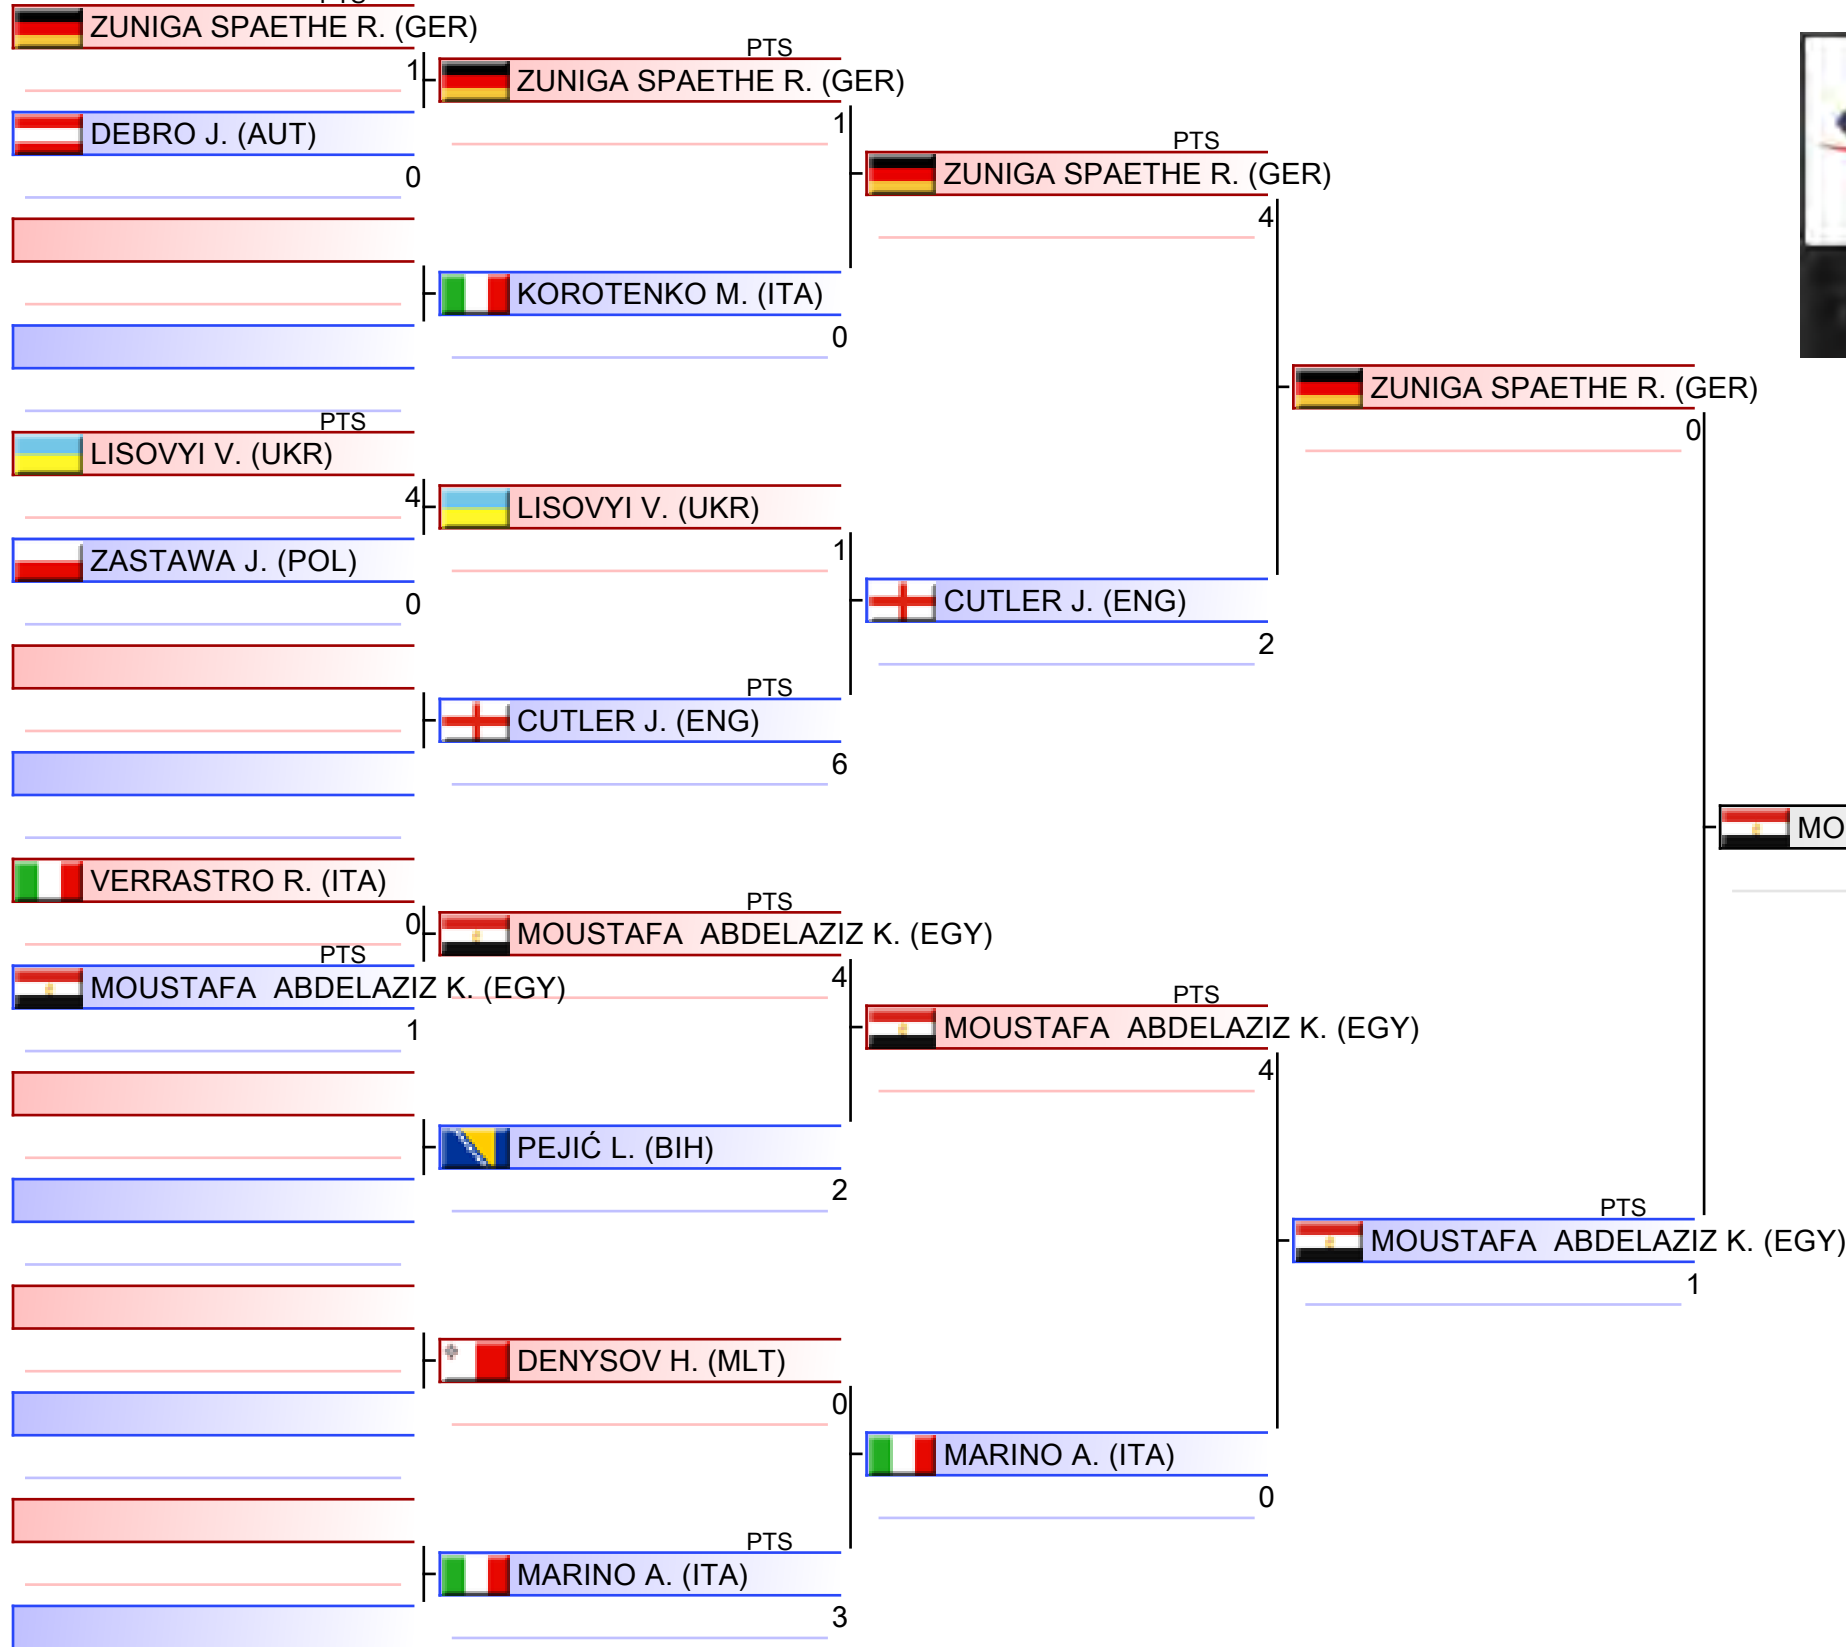 PTS
ZUNIGA SPAETHE R. (GER)
1
DEBRO J. (AUT)
0
PTS
LISOVYI V. (UKR)
4
ZASTAWA J. (POL)
0
VERRASTRO R. (ITA)
0
PTS
MOUSTAFA  ABDELAZIZ K. (EGY)
1
PTS
ZUNIGA SPAETHE R. (GER)
1
KOROTENKO M. (ITA)
0
LISOVYI V. (UKR)
1
PTS
CUTLER J. (ENG)
6
PTS
MOUSTAFA  ABDELAZIZ K. (EGY)
4
PEJIĆ L. (BIH)
2
DENYSOV H. (MLT)
0
PTS
MARINO A. (ITA)
3
PTS
ZUNIGA SPAETHE R. (GER)
4
CUTLER J. (ENG)
2
PTS
MOUSTAFA  ABDELAZIZ K. (EGY)
4
MARINO A. (ITA)
0
ZUNIGA SPAETHE R. (GER)
0
PTS
MOUSTAFA  ABDELAZIZ K. (EGY)
1
MO